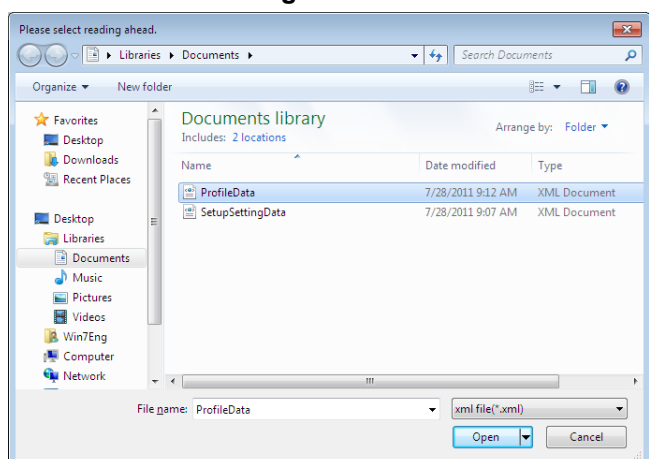 Please select reading ahead.
Libraries Documents
Search Documents
Organize New folder
Favorites
Desktop
Downloads
Recent Places
Desktop
Libraries
Documents
Music
Pictures
Videos
Win7Eng
Computer
Network
Documents library
Includes: 2 locations
Arrange by: Folder
Name Date modified Type
ProfileData 7/28/2011 9:12 AM XML Document
SetupSettingData 7/28/2011 9:07 AM XML Document
File name: ProfileData xml file(*.xml)
Open Cancel